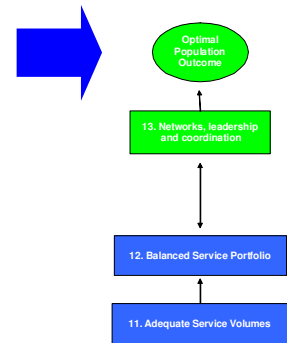 Optimal
Population
Outcome
13. Networks, leadership
and coordination
12. Balanced Service Portfolio
11. Adequate Service Volumes